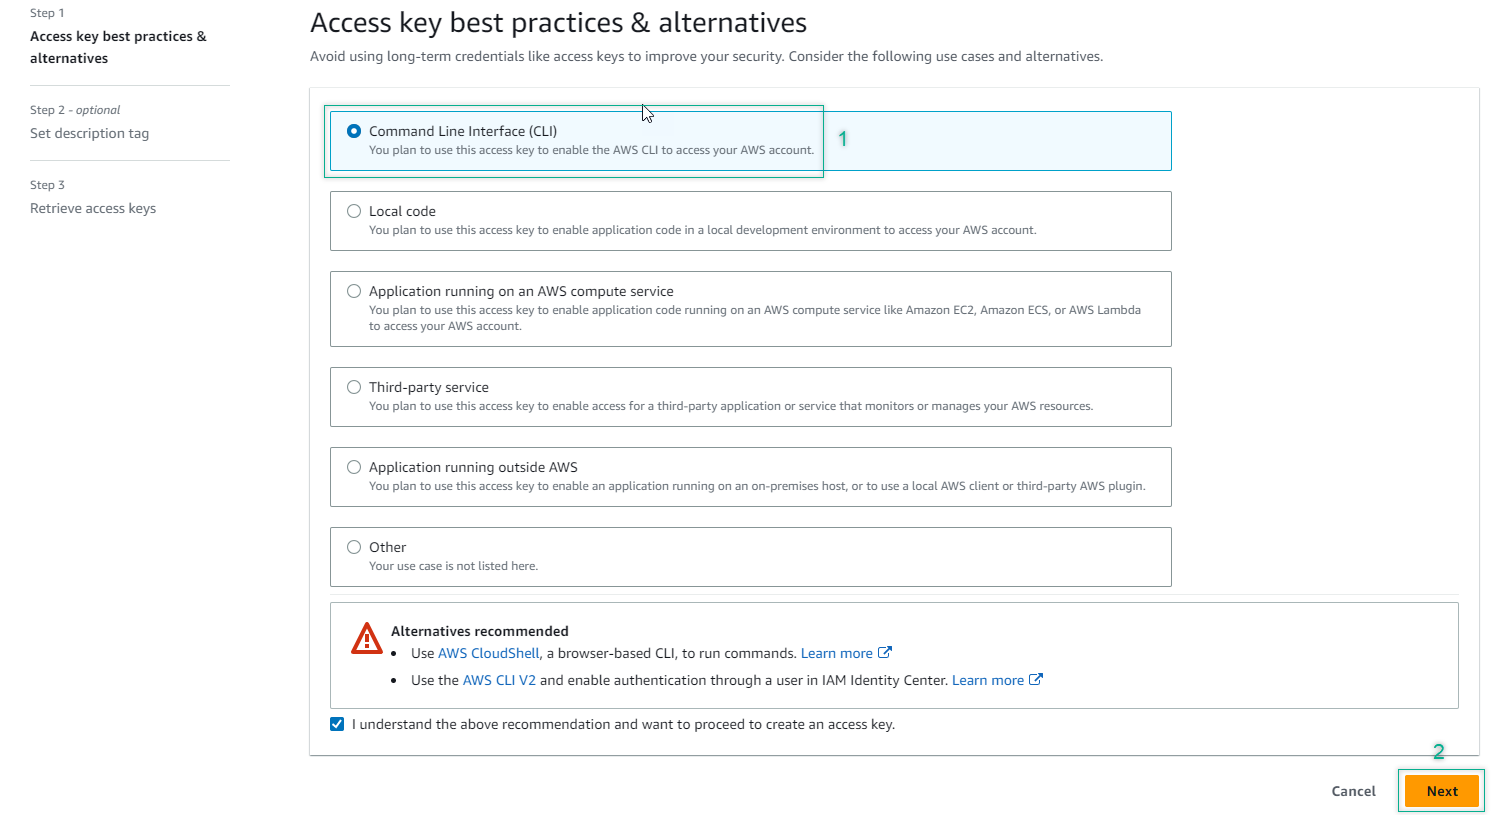 Step 1
Access key best practices &
alternatives
Step 2 - optional
Set description tag
Step 3
Retrieve access keys
Access key best practices & alternatives
Avoid using long-term credentials like access keys to improve your security. Consider the following use cases and alternatives.
Command Line Interface (CLI)
You plan to use this access key to enable the AWS CLI to access your AWS account.
1
Local code
You plan to use this access key to enable application code in a local development environment to access your AWS account.
Application running on an AWS compute service
You plan to use this access key to enable application code running on an AWS compute service like Amazon EC2, Amazon ECS, or AWS Lambda
to access your AWS account.
Third-party service
You plan to use this access key to enable access for a third-party application or service that monitors or manages your AWS resources.
Application running outside AWS
You plan to use this access key to enable an application running on an on-premises host, or to use a local AWS client or third-party AWS plugin.
Other
Your use case is not listed here.
Alternatives recommended
• Use AWS CloudShell, a browser-based CLI, to run commands. Learn more
• Use the AWS CLI V2 and enable authentication through a user in IAM Identity Center. Learn more
I understand the above recommendation and want to proceed to create an access key.
2
Cancel
Next